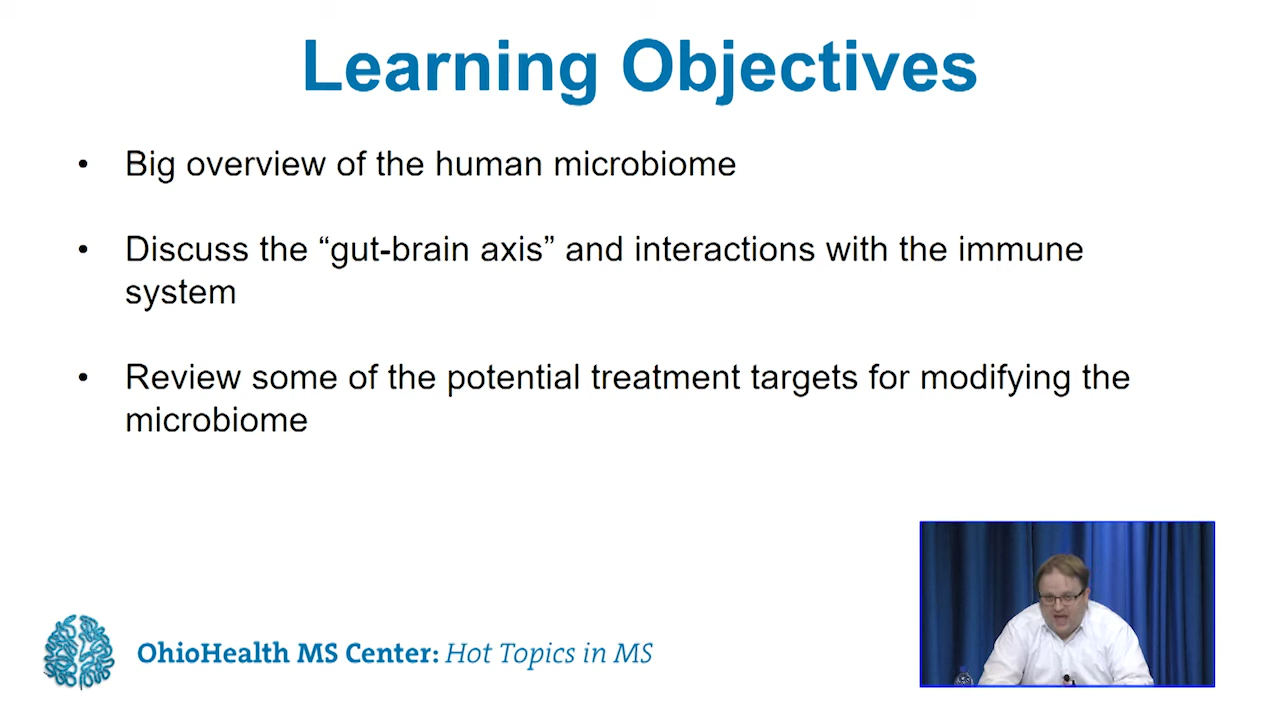 Learning Objectives
• Big overview of the human microbiome
• Discuss the “gut-brain axis” and interactions with the immune
system
• Review some of the potential treatment targets for modifying the
microbiome
OhioHealth MS Center: Hot Topics in MS